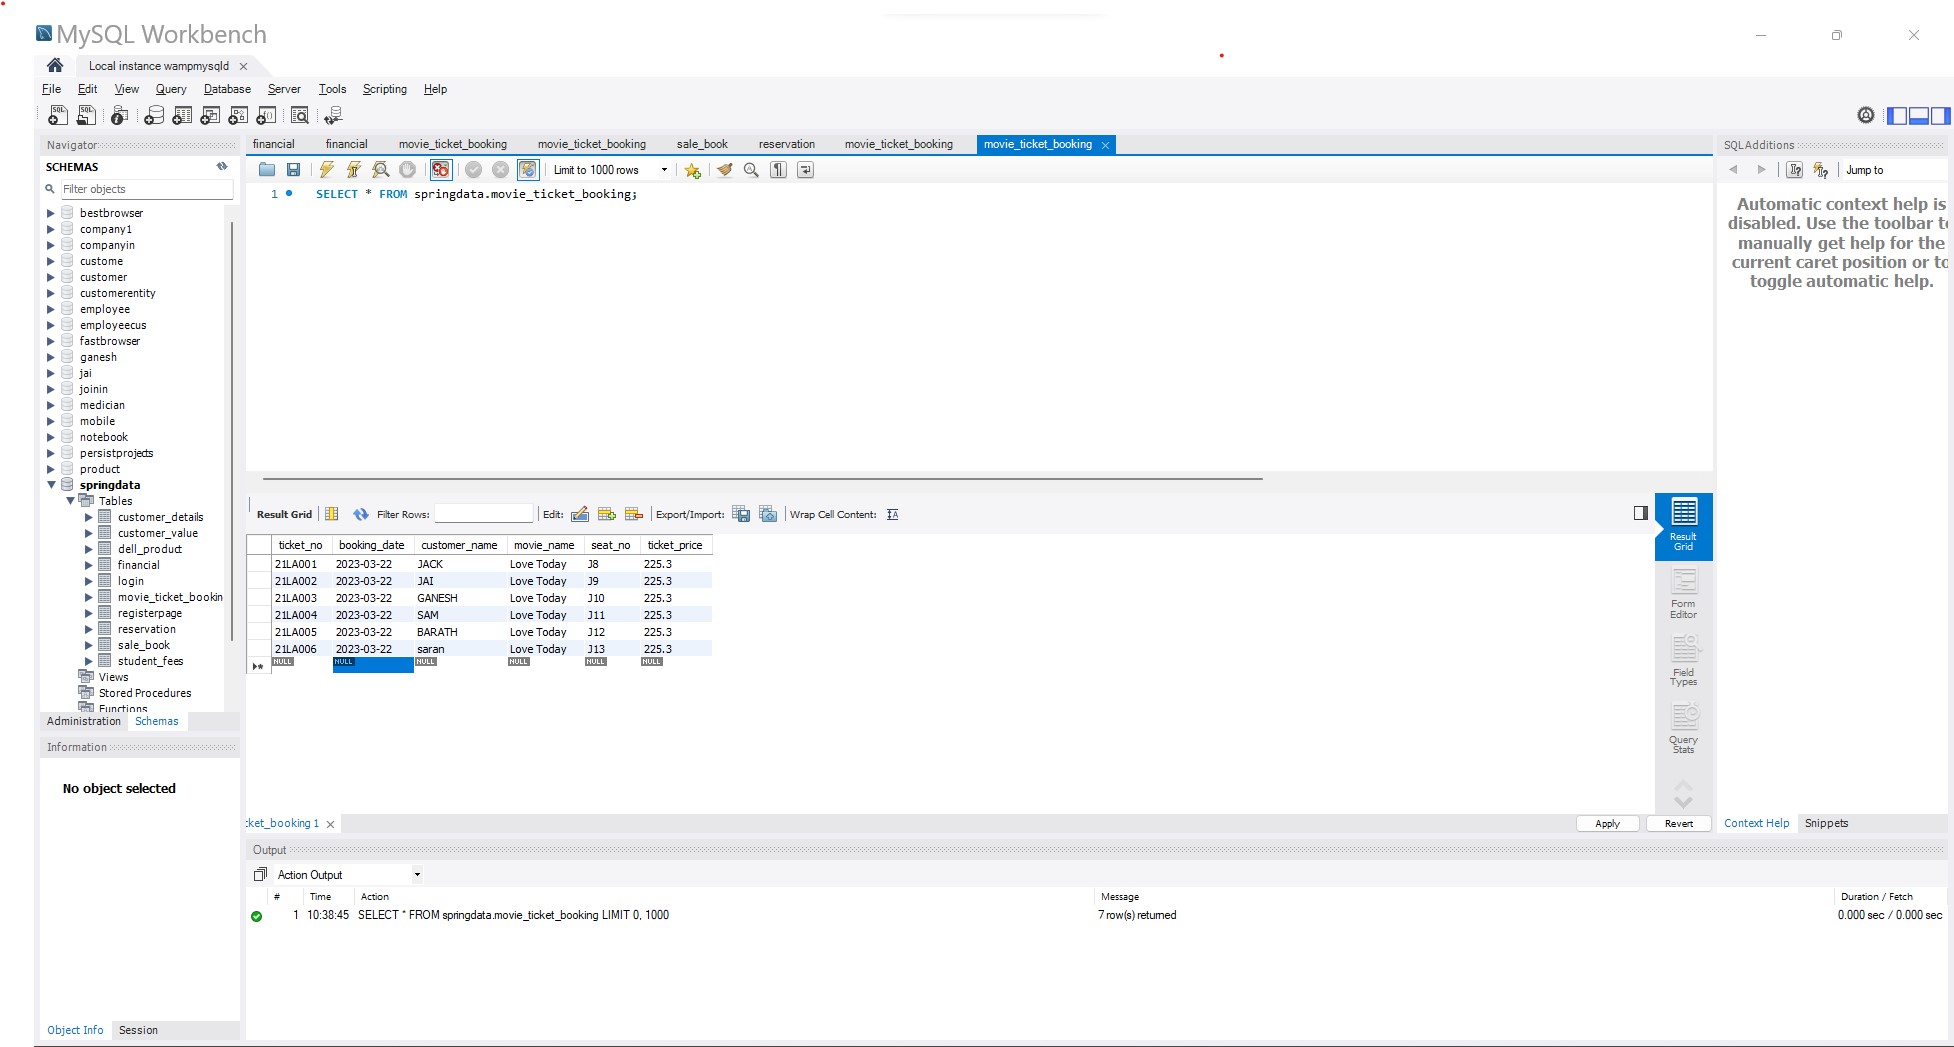 MySQL Workbench
Local instance wampmysqld
File Edit View Query Database Server Tools Scripting Help
Navigator
SCHEMAS
Filter objects
bestbrowser
company1
companyin
custome
customer
customerentity
employee
employeecus
fastbrowser
ganesh
jai
joinin
medician
mobile
notebook
persistprojects
product
springdata
Tables
customer_details
customer_value
dell_product
financial
login
movie_ticket_bookin
registerpage
reservation
sale_book
student_fees
Views
Stored Procedures
Functions
Administration Schemas
Information
No object selected
Object Info Session
financial financial movie_ticket_booking movie_ticket_booking sale_book reservation movie_ticket_booking movie_ticket_booking
Limit to 1000 rows
1 SELECT * FROM springdata.movie_ticket_booking;
Result Grid Filter Rows: Edit: Export/Import: Wrap Cell Content:
ticket_no booking_date customer_name movie_name seat_no ticket_price
21LA001 2023-03-22 JACK Love Today J8 225.3
21LA002 2023-03-22 JAI Love Today J9 225.3
21LA003 2023-03-22 GANESH Love Today J10 225.3
21LA004 2023-03-22 SAM Love Today J11 225.3
21LA005 2023-03-22 BARATH Love Today J12 225.3
21LA006 2023-03-22 saran Love Today J13 225.3
NULL NULL NULL NULL NULL NULL
Result
Grid
Form
Editor
Field
Types
Query
Stats
cket_booking 1
Apply Revert
SQLAdditions
Jump to
Automatic context help is
disabled. Use the toolbar to
manually get help for the
current caret position or to
toggle automatic help.
Context Help Snippets
Output
Action Output
# Time Action Message Duration / Fetch
1 10:38:45 SELECT * FROM springdata.movie_ticket_booking LIMIT 0, 1000 7 row(s) returned 0.000 sec / 0.000 sec